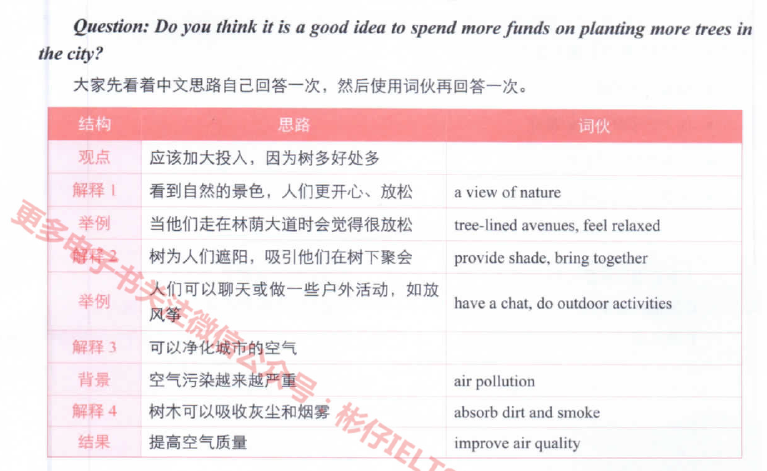 Question: Do you think it is a good idea to spend more funds on planting more trees in
the city?
大家先看着中文思路自己回答一次，然后使用词伙再回答一次。
结构 思路 词伙
观点 应该加大投入，因为树多好处多
解释 1 看到自然的景色，人们更开心、放松 a view of nature
举例 当他们走在林荫大道时会觉得很放松 tree-lined avenues, feel relaxed
解释 2 树为人们遮阳，吸引他们在树下聚会 provide shade, bring together
举例 人们可以聊天或做一些户外活动，如放 have a chat, do outdoor activities
风筝
解释 3 可以净化城市的空气
背景 空气污染越来越严重 air pollution
解释 4 树木可以吸收灰尘和烟雾 absorb dirt and smoke
结果 提高空气质量 improve air quality
更多电子书关注微信公众号：彬仔IELTS